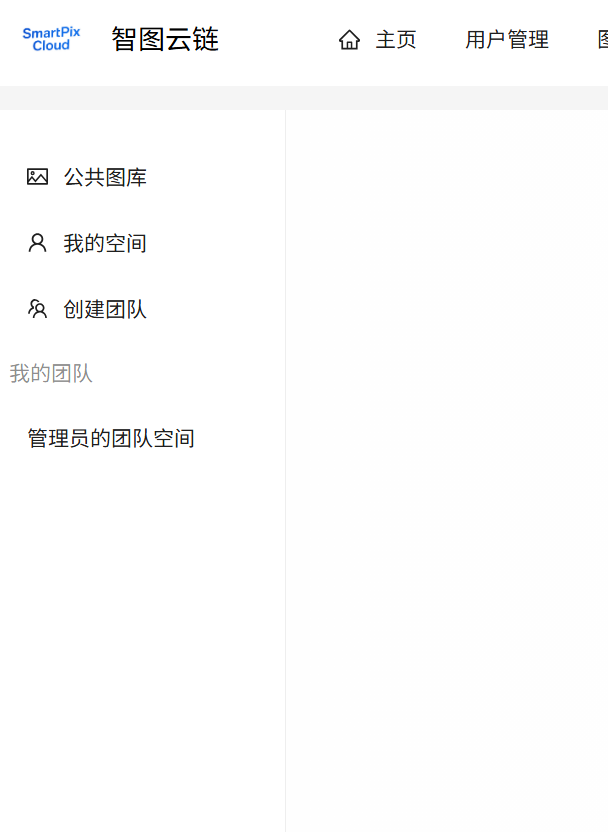 SmartPix
Cloud
智图云链
主页
用户管理
公共图库
我的空间
创建团队
我的团队
管理员的团队空间